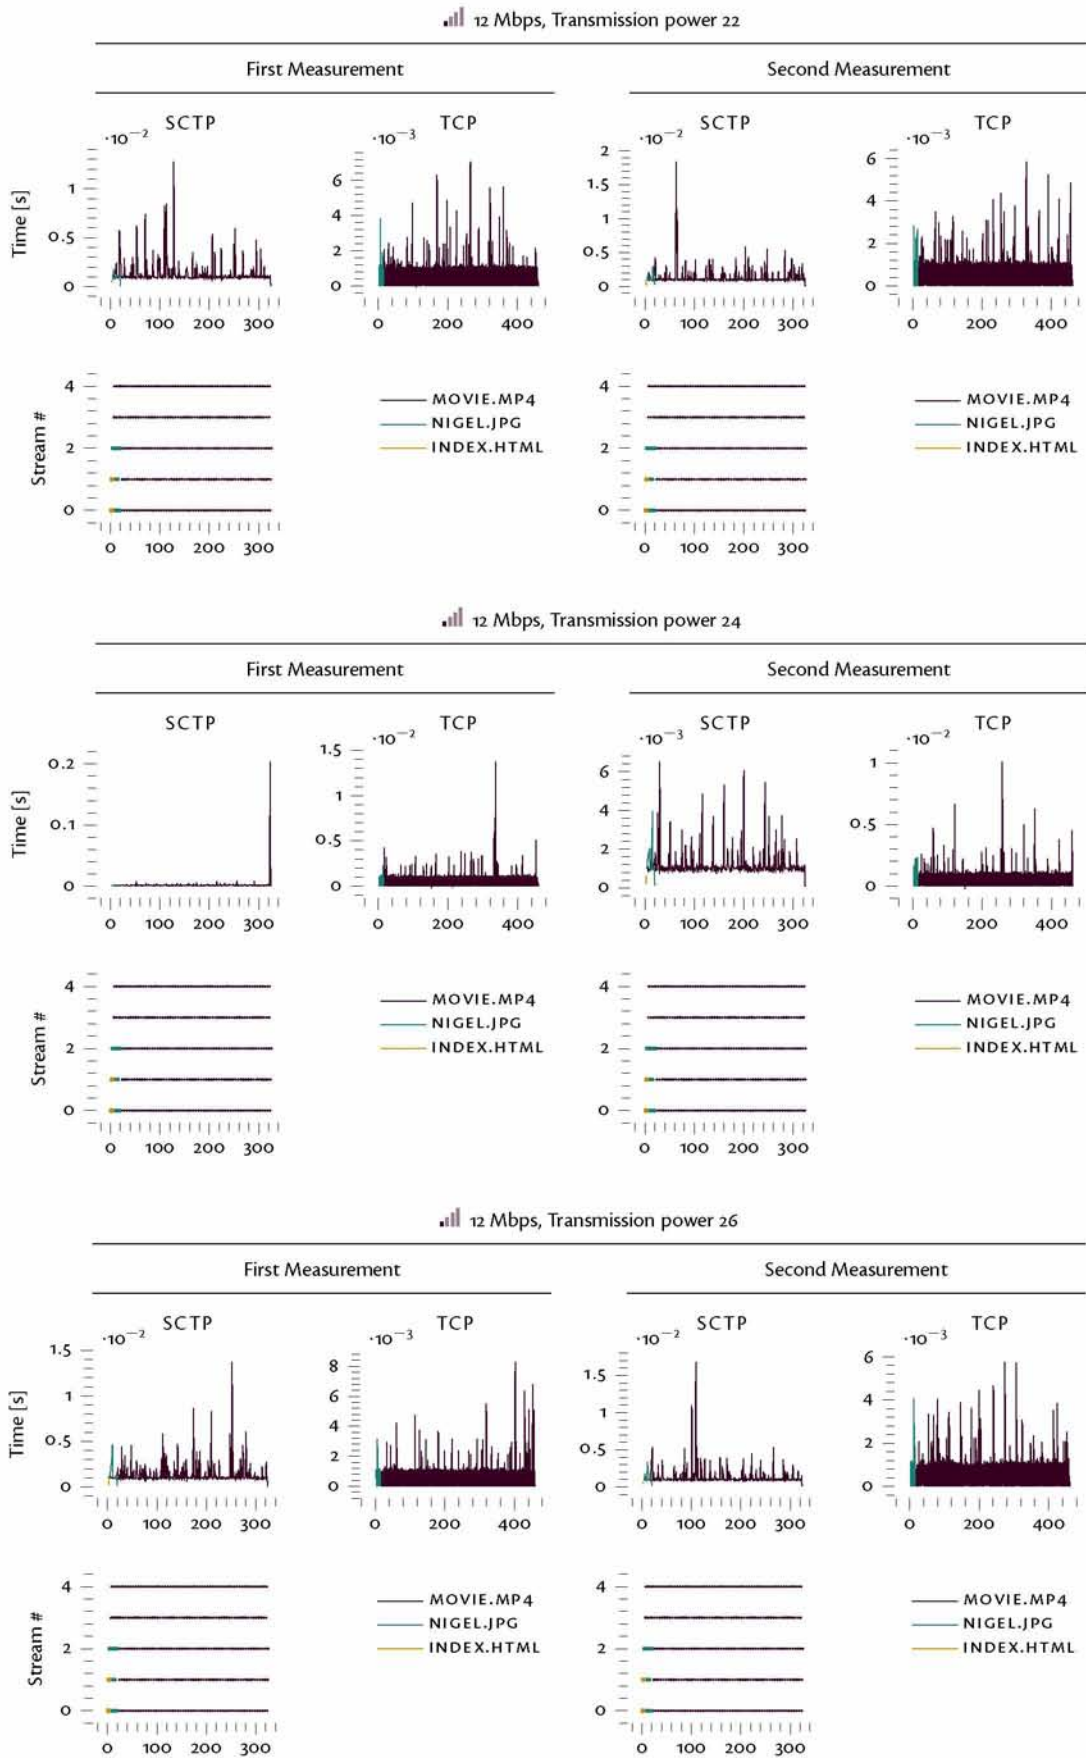 12 Mbps, Transmission power 22
First Measurement
Second Measurement
SCTP
TCP
SCTP
TCP
Time [s]
·10−2
1
0.5
0
0 100 200 300
·10−3
6
4
2
0
0 200 400
·10−2
2
1.5
1
0.5
0
0 100 200 300
·10−3
6
4
2
0
0 200 400
Stream #
4
2
0
0 100 200 300
MOVIE.MP4
NIGEL.JPG
INDEX.HTML
4
2
0
0 100 200 300
MOVIE.MP4
NIGEL.JPG
INDEX.HTML
12 Mbps, Transmission power 24
First Measurement
Second Measurement
SCTP
TCP
SCTP
TCP
Time [s]
0.2
0.1
0
0 100 200 300
·10−2
1.5
1
0.5
0
0 200 400
·10−3
6
4
2
0
0 100 200 300
·10−2
1
0.5
0
0 200 400
Stream #
4
2
0
0 100 200 300
MOVIE.MP4
NIGEL.JPG
INDEX.HTML
4
2
0
0 100 200 300
MOVIE.MP4
NIGEL.JPG
INDEX.HTML
12 Mbps, Transmission power 26
First Measurement
Second Measurement
SCTP
TCP
SCTP
TCP
Time [s]
·10−2
1.5
1
0.5
0
0 100 200 300
·10−3
8
6
4
2
0
0 200 400
·10−2
1.5
1
0.5
0
0 100 200 300
·10−3
6
4
2
0
0 200 400
Stream #
4
2
0
0 100 200 300
MOVIE.MP4
NIGEL.JPG
INDEX.HTML
4
2
0
0 100 200 300
MOVIE.MP4
NIGEL.JPG
INDEX.HTML